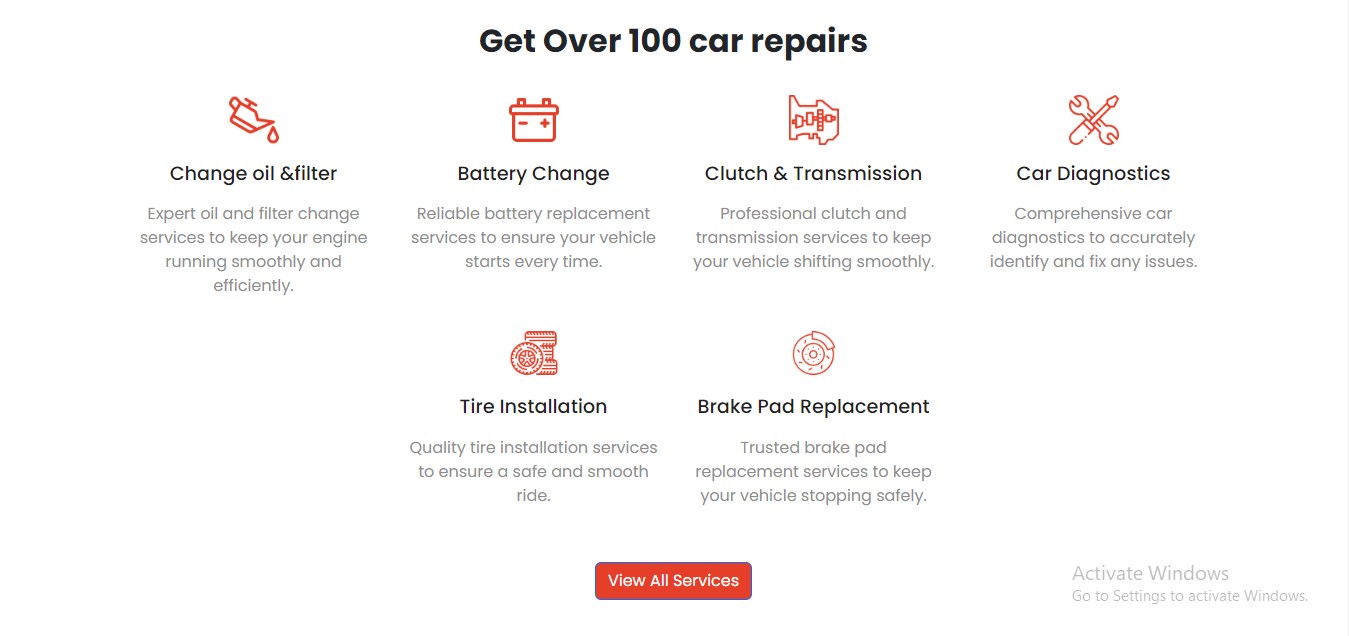 Get Over 100 car repairs
Change oil &filter
Expert oil and filter change
services to keep your engine
running smoothly and
efficiently.
Battery Change
Reliable battery replacement
services to ensure your vehicle
starts every time.
Clutch & Transmission
Professional clutch and
transmission services to keep
your vehicle shifting smoothly.
Car Diagnostics
Comprehensive car
diagnostics to accurately
identify and fix any issues.
Tire Installation
Quality tire installation services
to ensure a safe and smooth
ride.
Brake Pad Replacement
Trusted brake pad
replacement services to keep
your vehicle stopping safely.
View All Services
Activate Windows
Go to Settings to activate Windows.